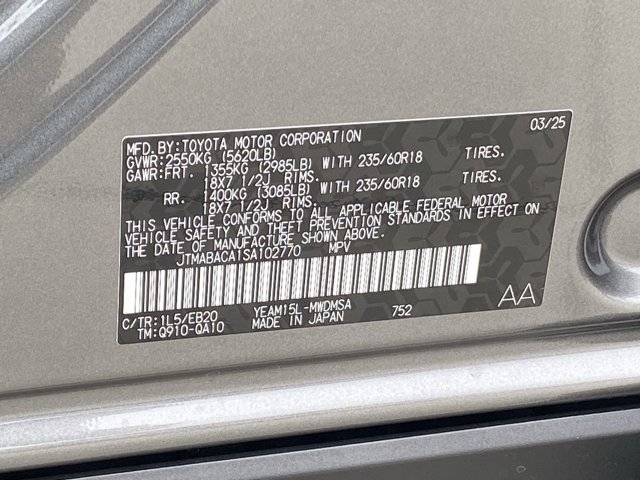 03/25
MFD. BY: TOYOTA MOTOR CORPORATION
GVWR: 2550KG (5620LB)
GAWR: FRT. 1355KG (2985LB) WITH 235/60R18 TIRES.
18X7 1/2J RIMS.
RR. 1400KG (3085LB) WITH 235/60R18 TIRES.
18X7 1/2J RIMS.
THIS VEHICLE CONFORMS TO ALL APPLICABLE FEDERAL MOTOR
VEHICLE SAFETY AND THEFT PREVENTION STANDARDS IN EFFECT ON
THE DATE OF MANUFACTURE SHOWN ABOVE.
JTMABACA1SA102770 MPV
C/TR: 1L5/EB20 YEAM15L-MWDMSA 752
TM: Q910-QA10 MADE IN JAPAN
AA